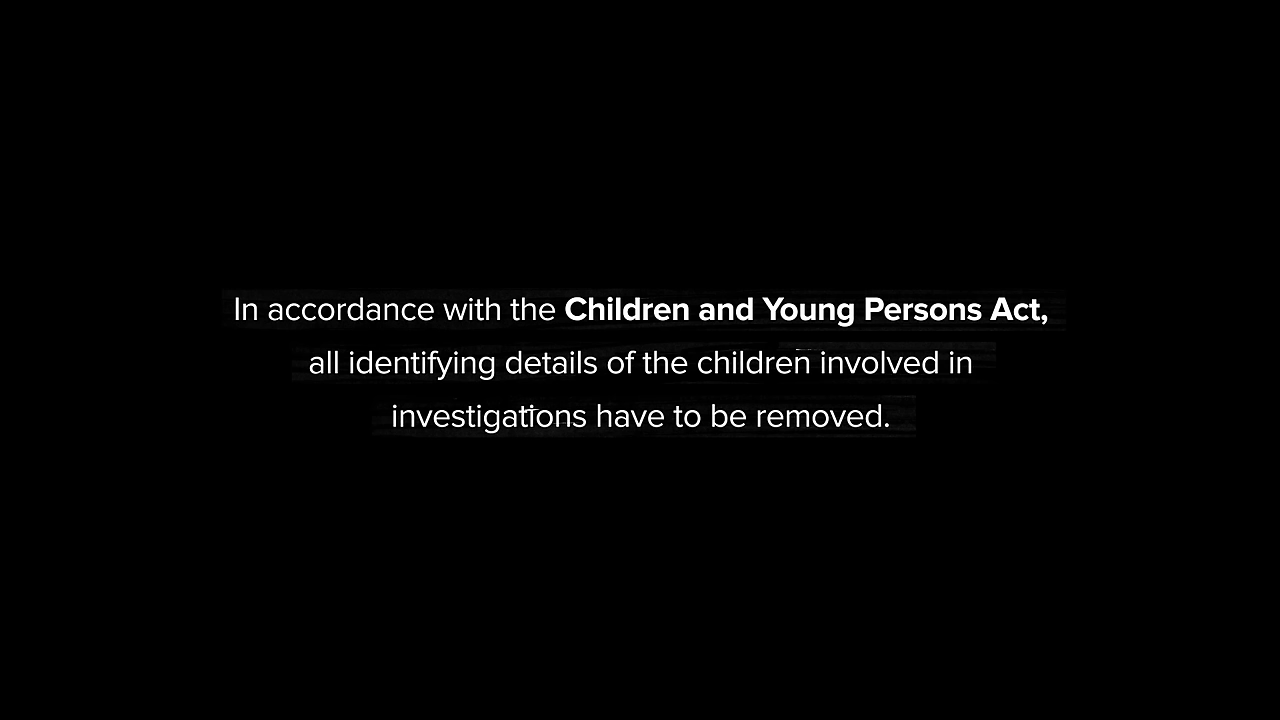 In accordance with the Children and Young Persons Act,
all identifying details of the children involved in
investigations have to be removed.